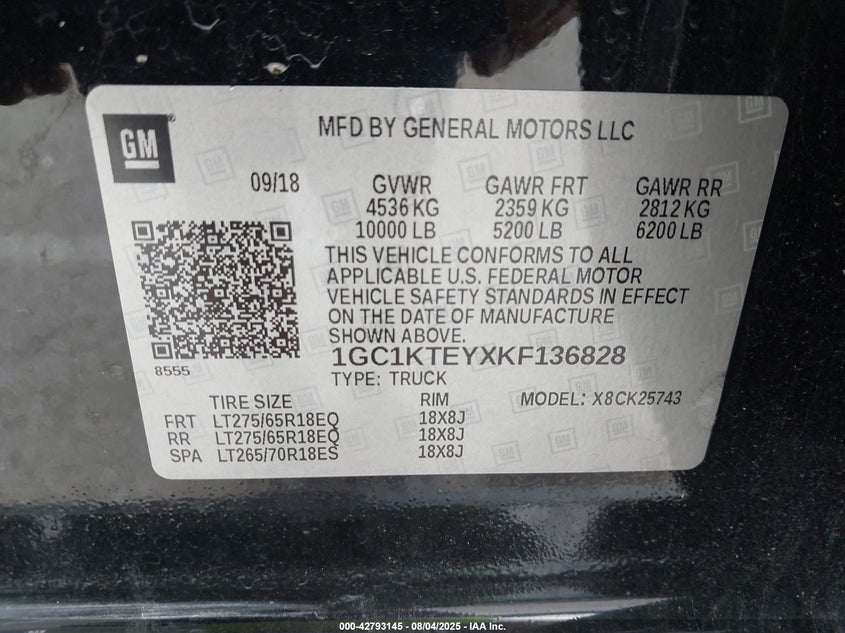 GM
MFD BY GENERAL MOTORS LLC
09/18 GVWR GAWR FRT GAWR RR
4536 KG 2359 KG 2812 KG
10000 LB 5200 LB 6200 LB
THIS VEHICLE CONFORMS TO ALL
APPLICABLE U.S. FEDERAL MOTOR
VEHICLE SAFETY STANDARDS IN EFFECT
ON THE DATE OF MANUFACTURE
SHOWN ABOVE.
8555
1GC1KTEYXKF136828
TYPE: TRUCK
TIRE SIZE RIM MODEL: X8CK25743
FRT LT275/65R18EQ 18X8J
RR LT275/65R18EQ 18X8J
SPA LT265/70R18ES 18X8J
000-42793145 - 08/04/2025 - IAA Inc.